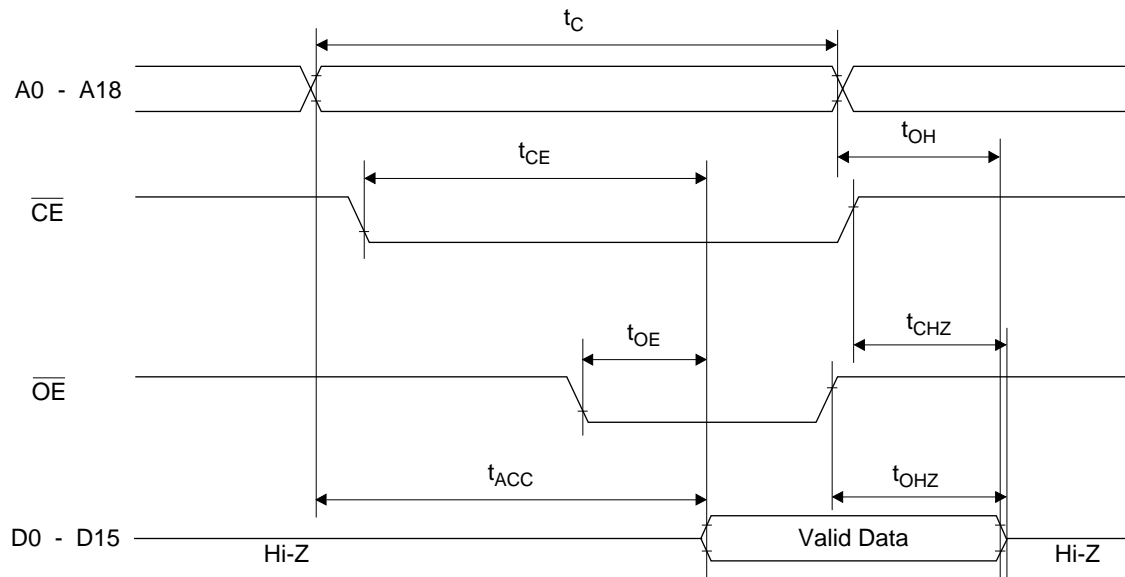 tC
A0 - A18
tOH
tCE
CE
tCHZ
tOE
OE
tACC
tOHZ
D0 - D15
Valid Data
Hi-Z
Hi-Z